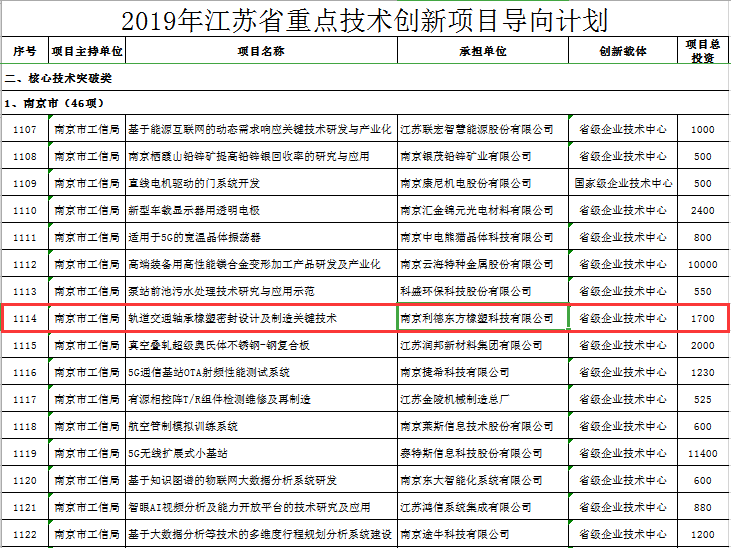 2019年江苏省重点技术创新项目导向计划
序号 项目主持单位 项目名称 承担单位 创新载体 项目总投资
二、核心技术突破类
1、南京市（46项）
1107 南京市工信局 基于能源互联网的动态需求响应关键技术研发与产业化 江苏联宏智慧能源股份有限公司 省级企业技术中心 1000
1108 南京市工信局 南京栖霞山铅锌矿提高铅锌银回收率的研究与应用 南京银茂铅锌矿业有限公司 省级企业技术中心 500
1109 南京市工信局 直线电机驱动的门系统开发 南京康尼机电股份有限公司 国家级企业技术中心 500
1110 南京市工信局 新型车载显示器用透明电极 南京汇金锦元光电材料有限公司 省级企业技术中心 2400
1111 南京市工信局 适用于5G的宽温晶体振荡器 南京中电熊猫晶体科技有限公司 省级企业技术中心 800
1112 南京市工信局 高端装备用高性能镁合金变形加工产品研发及产业化 南京云海特种金属股份有限公司 省级企业技术中心 10000
1113 南京市工信局 泵站前池污水处理技术研究与应用示范 科盛环保科技股份有限公司 省级企业技术中心 550
1114 南京市工信局 轨道交通轴承橡塑密封设计及制造关键技术 南京利德东方橡塑科技有限公司 省级企业技术中心 1700
1115 南京市工信局 真空叠轧超级奥氏体不锈钢-钢复合板 江苏润邦新材料集团有限公司 省级企业技术中心 2000
1116 南京市工信局 5G通信基站OTA射频性能测试系统 南京捷希科技有限公司 省级企业技术中心 1230
1117 南京市工信局 有源相控阵T/R组件检测维修及再制造 江苏金陵机械制造总厂 省级企业技术中心 525
1118 南京市工信局 航空管制模拟训练系统 南京莱斯信息技术股份有限公司 省级企业技术中心 600
1119 南京市工信局 5G无线扩展式小基站 赛特斯信息科技股份有限公司 省级企业技术中心 11400
1120 南京市工信局 基于知识图谱的物联网大数据分析系统研发 南京东大智能化系统有限公司 省级企业技术中心 600
1121 南京市工信局 智眼AI视频分析及能力开放平台的技术研究及应用 江苏鸿信系统集成有限公司 省级企业技术中心 880
1122 南京市工信局 基于大数据分析等技术的多维度行程规划分析系统建设 南京途牛科技有限公司 省级企业技术中心 1200